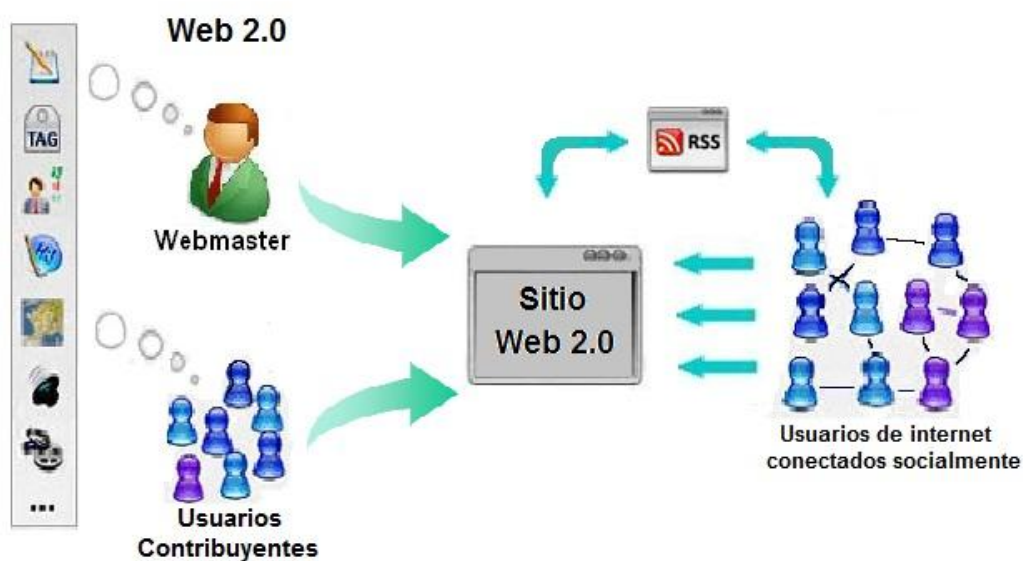 Web 2.0
TAG
Webmaster
RSS
Sitio
Web 2.0
Usuarios
Contribuyentes
Usuarios de internet
conectados socialmente
...